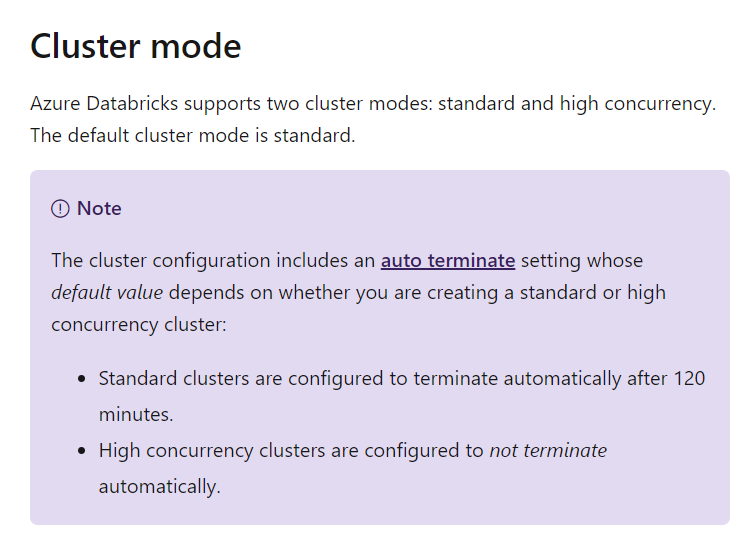 Cluster mode
Azure Databricks supports two cluster modes: standard and high concurrency.
The default cluster mode is standard.
Note
The cluster configuration includes an auto terminate setting whose
default value depends on whether you are creating a standard or high
concurrency cluster:
• Standard clusters are configured to terminate automatically after 120
minutes.
• High concurrency clusters are configured to not terminate
automatically.